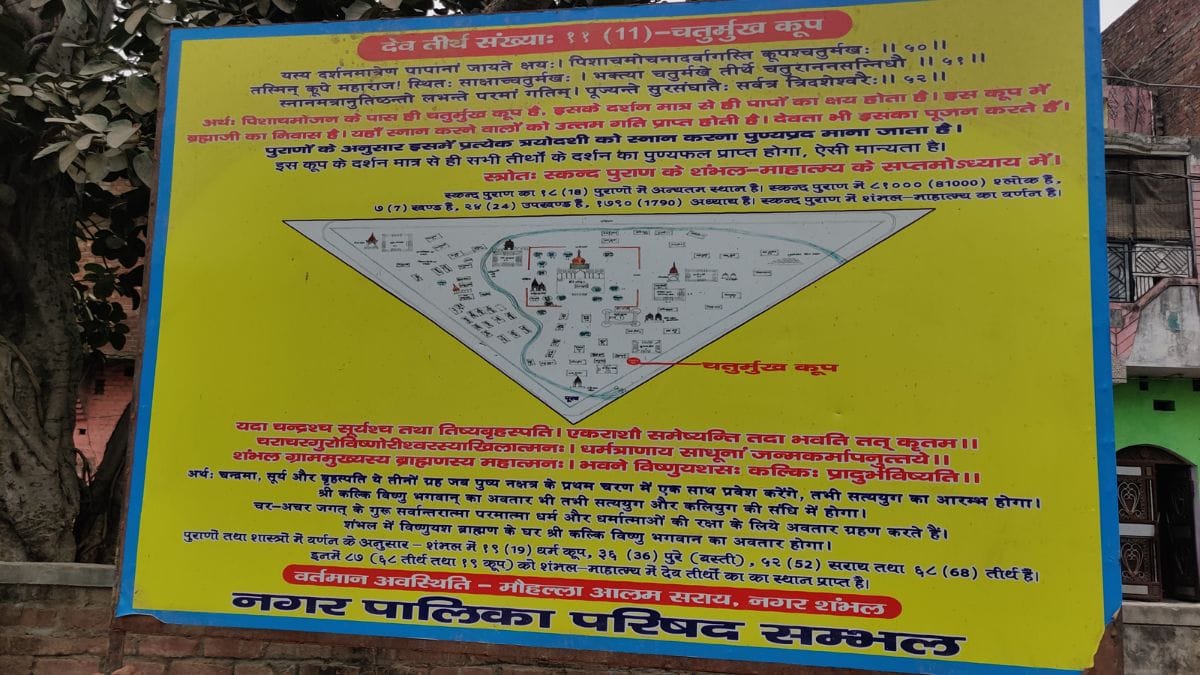 देव तीर्थ संख्याः ११ (11)-चतुर्मुख कूप
यस्य दर्शनमात्रेण पापानां जायते क्षयः। पिशाचमोचनादर्वागस्ति कूपश्चतुर्मुखः ।। ५०।।
तस्मिन् कूपे महाराज! स्थितः साक्षाच्चतुर्मुखः । भक्त्या चतुर्मुखे तीर्थे चतुराननसन्निधौ ।। ५१।।
स्नानमत्रानुतिष्ठन्तो लभन्ते परमां गतिम्। पूज्यन्ते सुरसंघातैः सर्वत्र त्रिदशेश्वरैः।। ५२।।
अर्थः पिशाचमोजन के पास ही चतुर्मुख कूप है, इसके दर्शन मात्र से ही पापों का क्षय होता है। इस कूप में
ब्रह्माजी का निवास है। यहाँ स्नान करने वालों को उत्तम गति प्राप्त होती है। देवता भी इसका पूजन करते हैं।
पुराणों के अनुसार इसमें प्रत्येक त्रयोदशी को स्नान करना पुण्यप्रद माना जाता है।
इस कूप के दर्शन मात्र से ही सभी तीर्थों के दर्शन का पुण्यफल प्राप्त होगा, ऐसी मान्यता है।
स्त्रोतः स्कन्द पुराण के शंभल-माहात्म्य के सप्तमोऽध्याय में।
स्कन्द पुराण का १८ (18) पुराणों में अन्यतम स्थान है। स्कन्द पुराण में ८१००० (81000) श्लोक है,
७ (7) खण्ड है, २४ (24) उपखण्ड है, १७९० (1790) अध्याय है। स्कन्द पुराण में शंभल-माहात्म्य का वर्णन है।
चतुर्मुख कूप
यदा चन्द्रश्च सूर्यश्च तथा तिष्यबृहस्पति। एकराशौ समेष्यन्ति तदा भवति तत् कृतम।।
चराचरगुरोर्विष्णोरीश्वरस्याखिलात्मनः। धर्मत्राणाय साधूनां जन्मकर्मापनुत्तये।।
शंभल ग्राममुख्यस्य ब्राह्मणस्य महात्मनः। भवने विष्णुयशसः कल्किः प्रादुर्भविष्यति।।
अर्थः चन्द्रमा, सूर्य और बृहस्पति ये तीनों ग्रह जब पुष्य नक्षत्र के प्रथम चरण में एक साथ प्रवेश करेंगे, तभी सत्ययुग का आरम्भ होगा।
श्री कल्कि विष्णु भगवान् का अवतार भी तभी सत्ययुग और कलियुग की संधि में होगा।
चर-अचर जगत् के गुरू सर्वान्तरात्मा परमात्मा धर्म और धर्मात्माओं की रक्षा के लिये अवतार ग्रहण करते हैं।
शंभल में विष्णुयश ब्राह्मण के घर श्री कल्कि विष्णु भगवान का अवतार होगा।
पुराणों तथा शास्त्रों में वर्णन के अनुसार - शंभल में १९ (19) धर्म कूप, ३६ (36) पुरे (बस्ती), ५२ (52) सराय तथा ६८ (68) तीर्थ है।
इनमें ८७ (६८ तीर्थ तथा १९ कूप) को शंभल-माहात्म्य में देव तीर्थो का का स्थान प्राप्त है।
वर्तमान अवस्थिति - मौहल्ला आलम सराय, नगर शंभल
नगर पालिका परिषद सम्भल